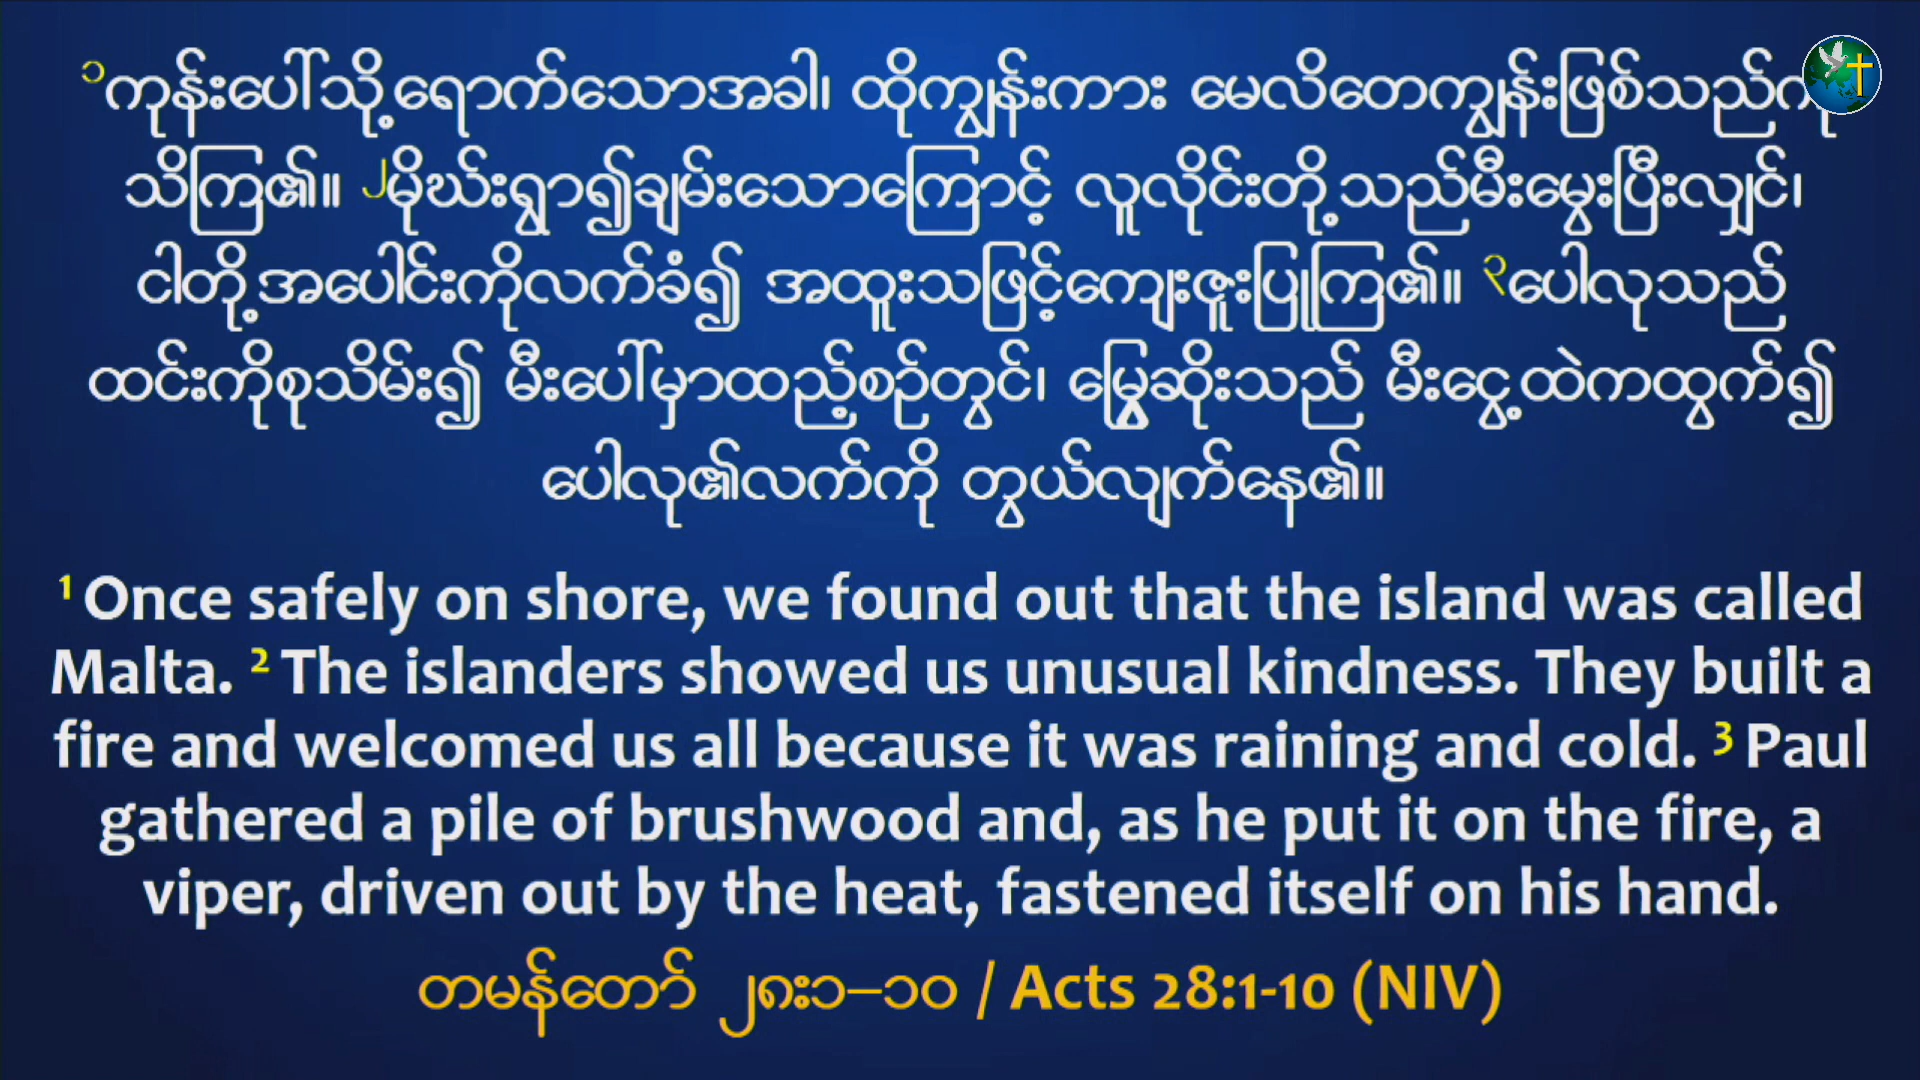 ၁ကုန်းပေါ်သို့ရောက်သောအခါ၊ ထိုကျွန်းကား မေလိတေကျွန်းဖြစ်သည်ကို
သိကြ၏။ ၂မိုဃ်းရွာ၍ချမ်းသောကြောင့် လူလိုင်းတို့သည်မီးမွေးပြီးလျှင်၊
ငါတို့အပေါင်းကိုလက်ခံ၍ အထူးသဖြင့်ကျေးဇူးပြုကြ၏။ ၃ပေါလုသည်
ထင်းကိုစုသိမ်း၍ မီးပေါ်မှာထည့်စဉ်တွင်၊ မြွေဆိုးသည် မီးငွေ့ထဲကထွက်၍
ပေါလု၏လက်ကို တွယ်လျက်နေ၏။
1 Once safely on shore, we found out that the island was called
Malta. 2 The islanders showed us unusual kindness. They built a
fire and welcomed us all because it was raining and cold. 3 Paul
gathered a pile of brushwood and, as he put it on the fire, a
viper, driven out by the heat, fastened itself on his hand.
တမန်တော် ၂၈း၁–၁၀ / Acts 28:1-10 (NIV)